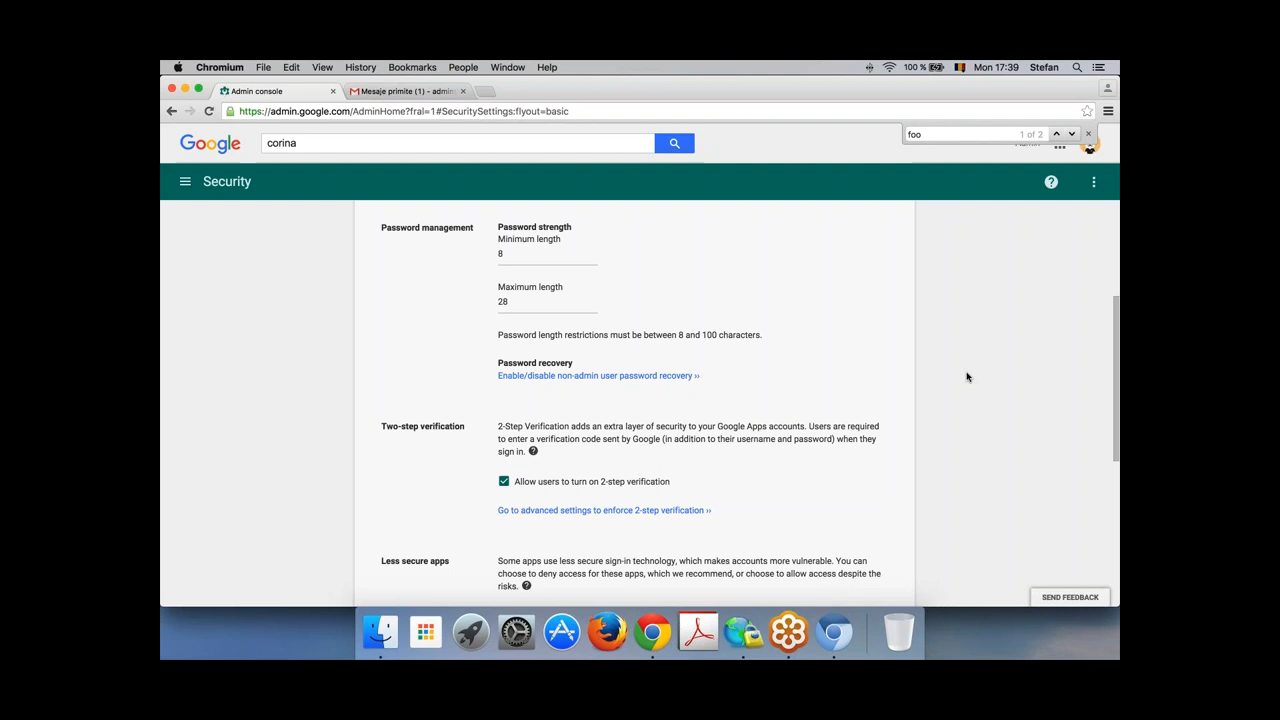 Chromium File Edit View History Bookmarks People Window Help 100 % Mon 17:39 Stefan
Admin console Mesaje primite (1) - admin
https://admin.google.com/AdminHome?fral=1#SecuritySettings:flyout=basic
foo 1 of 2
Google corina
Security
Password management
Password strength
Minimum length
8
Maximum length
28
Password length restrictions must be between 8 and 100 characters.
Password recovery
Enable/disable non-admin user password recovery ››
Two-step verification
2-Step Verification adds an extra layer of security to your Google Apps accounts. Users are required
to enter a verification code sent by Google (in addition to their username and password) when they
sign in.
Allow users to turn on 2-step verification
Go to advanced settings to enforce 2-step verification ››
Less secure apps
Some apps use less secure sign-in technology, which makes accounts more vulnerable. You can
choose to deny access for these apps, which we recommend, or choose to allow access despite the
risks.
SEND FEEDBACK